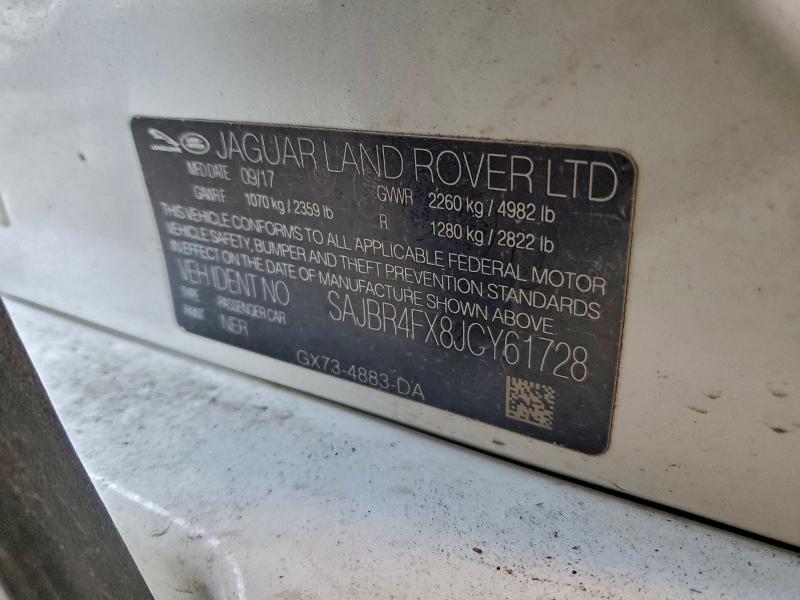 JAGUAR LAND ROVER LTD
MFD DATE 09/17 GVWR 2260 kg / 4982 lb
GAWR F 1070 kg / 2359 lb R 1280 kg / 2822 lb
THIS VEHICLE CONFORMS TO ALL APPLICABLE FEDERAL MOTOR
VEHICLE SAFETY, BUMPER AND THEFT PREVENTION STANDARDS
IN EFFECT ON THE DATE OF MANUFACTURE SHOWN ABOVE
VEH IDENT NO SAJBR4FX8JCY61728
TYPE PASSENGER CAR
PAINT NER
GX73-4883-DA